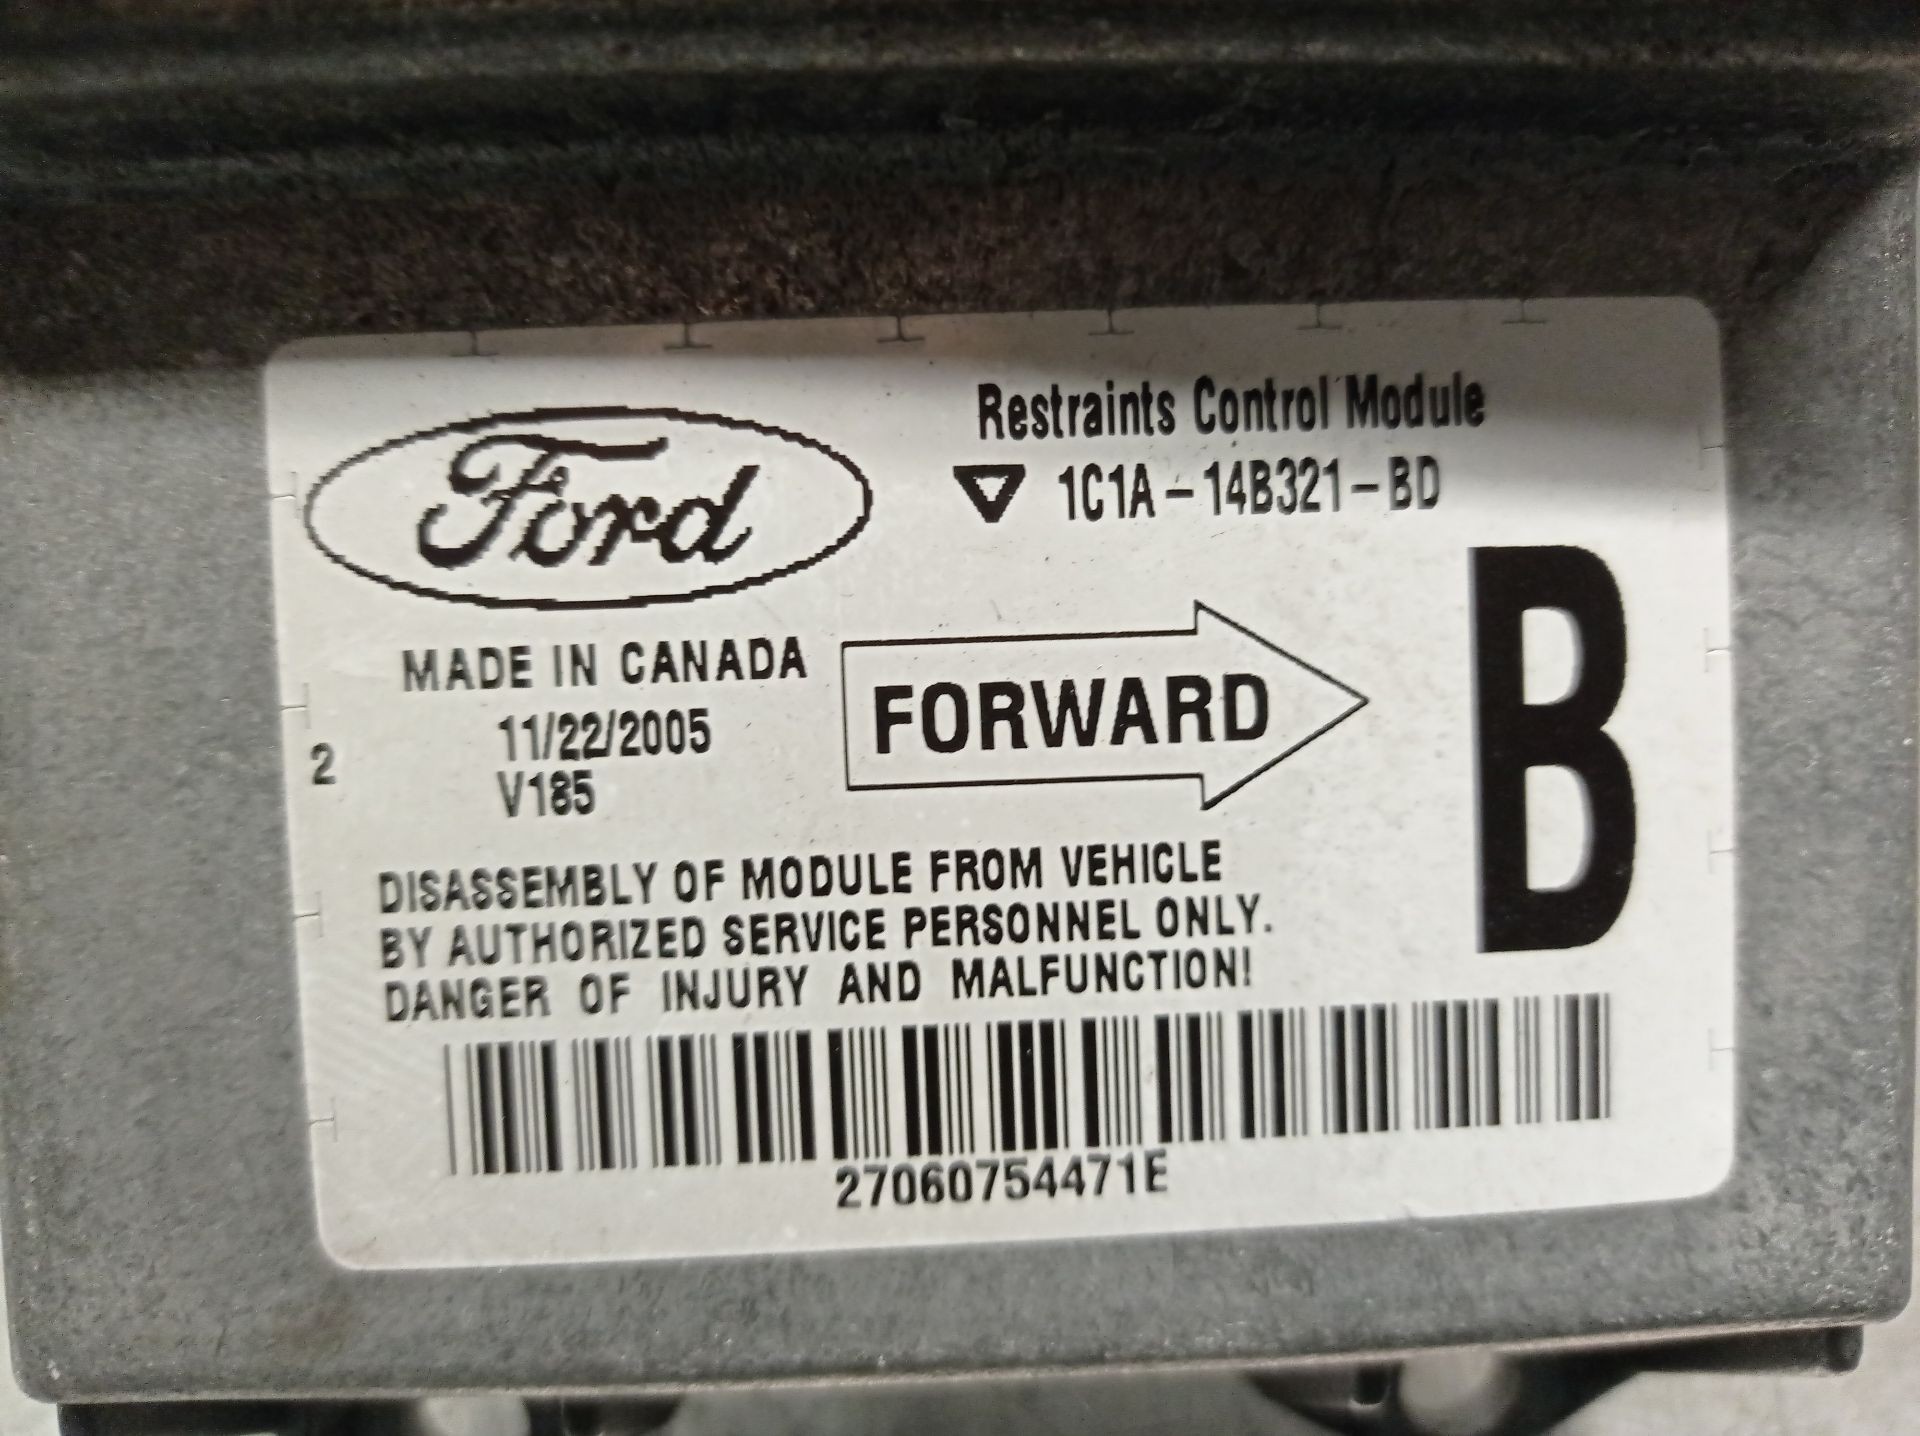 Ford
Restraints Control Module
1C1A-14B321-BD
MADE IN CANADA
11/22/2005
V185
2
FORWARD
B
DISASSEMBLY OF MODULE FROM VEHICLE
BY AUTHORIZED SERVICE PERSONNEL ONLY.
DANGER OF INJURY AND MALFUNCTION!
27060754471E